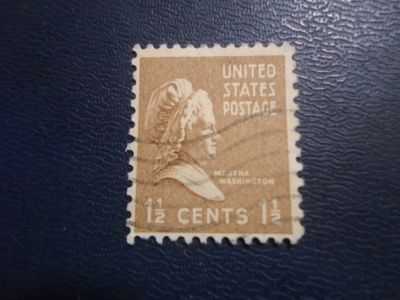 UNITED
STATES
POSTAGE
MARTHA
WASHINGTON
1½ CENTS 1½